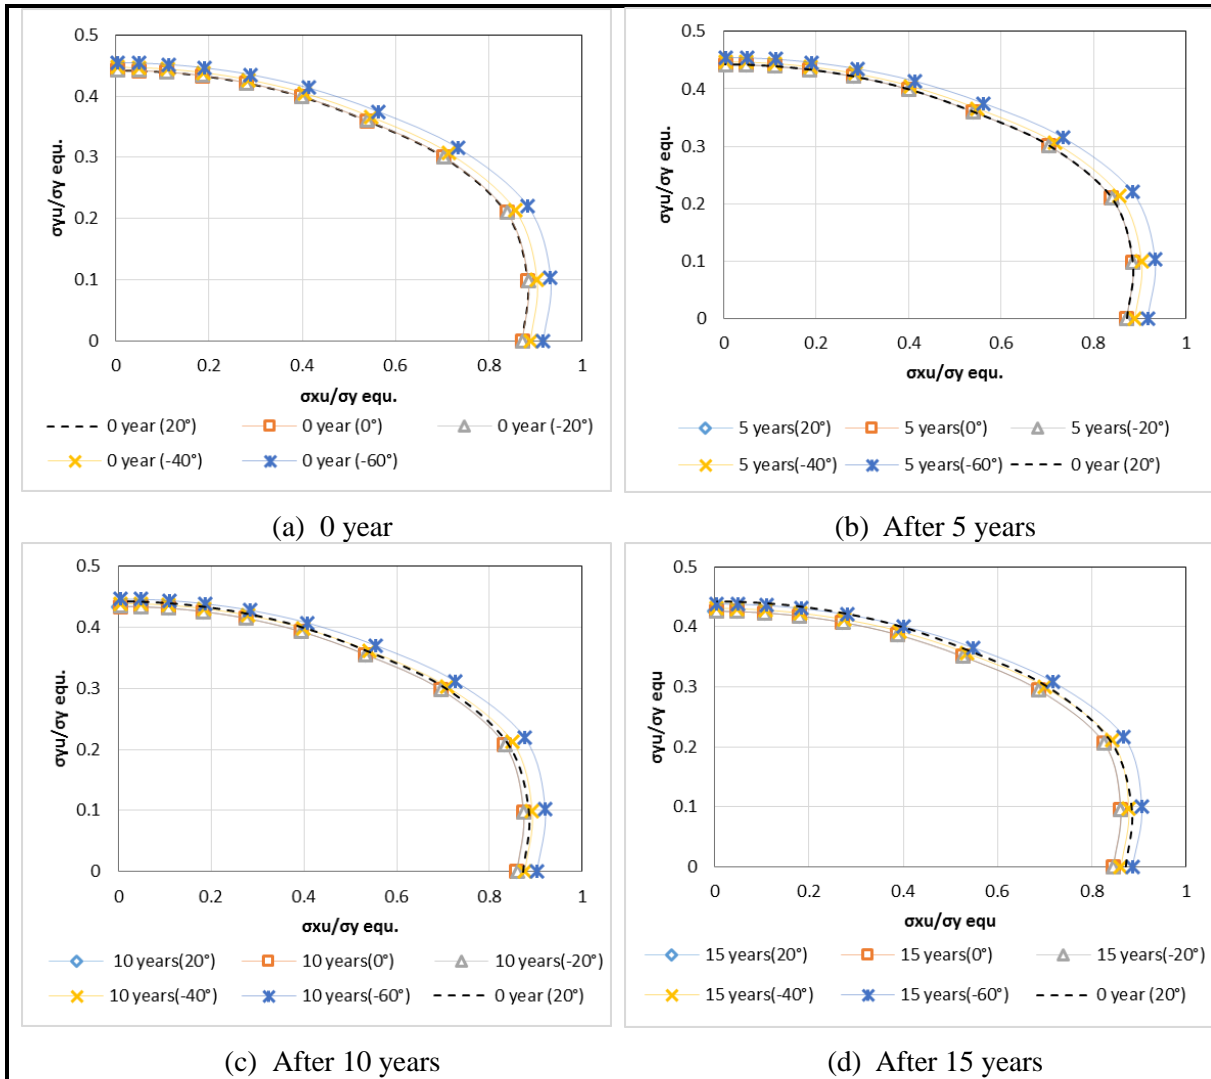 0.5
0.4
0.3
0.2
0.1
0
σyu/σy equ.
0 0.2 0.4 0.6 0.8 1
σxu/σy equ.
0 year (20°) 0 year (0°) 0 year (-20°)
0 year (-40°) 0 year (-60°)
(a) 0 year
0.5
0.4
0.3
0.2
0.1
0
σyu/σy equ.
0 0.2 0.4 0.6 0.8 1
σxu/σy equ.
5 years(20°) 5 years(0°) 5 years(-20°)
5 years(-40°) 5 years(-60°) 0 year (20°)
(b) After 5 years
0.5
0.4
0.3
0.2
0.1
0
σyu/σy equ.
0 0.2 0.4 0.6 0.8 1
σxu/σy equ.
10 years(20°) 10 years(0°) 10 years(-20°)
10 years(-40°) 10 years(-60°) 0 year (20°)
(c) After 10 years
0.5
0.4
0.3
0.2
0.1
0
σyu/σy equ
0 0.2 0.4 0.6 0.8 1
σxu/σy equ
15 years(20°) 15 years(0°) 15 years(-20°)
15 years(-40°) 15 years(-60°) 0 year (20°)
(d) After 15 years